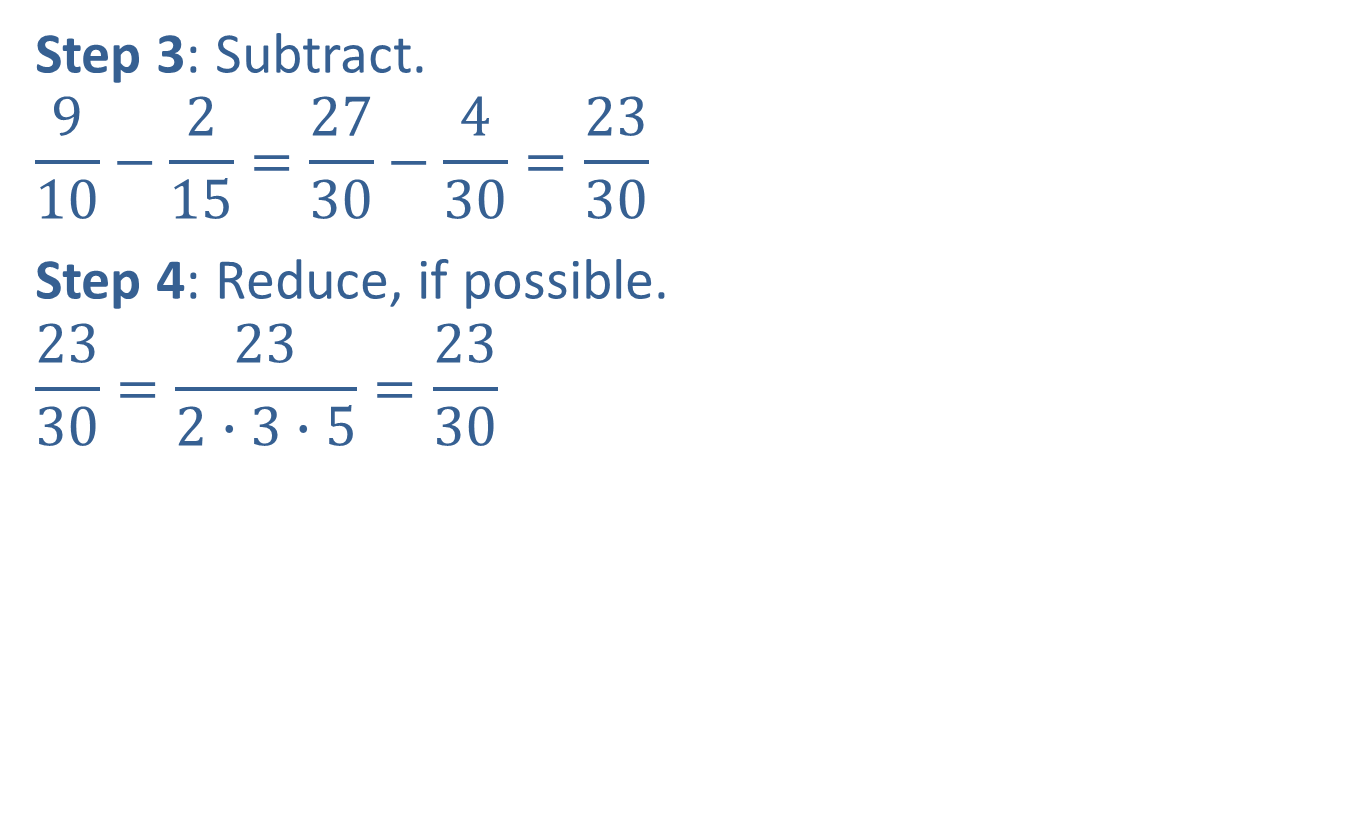 Step 3: Subtract.
9/10 − 2/15 = 27/30 − 4/30 = 23/30
Step 4: Reduce, if possible.
23/30 = 23/(2 · 3 · 5) = 23/30